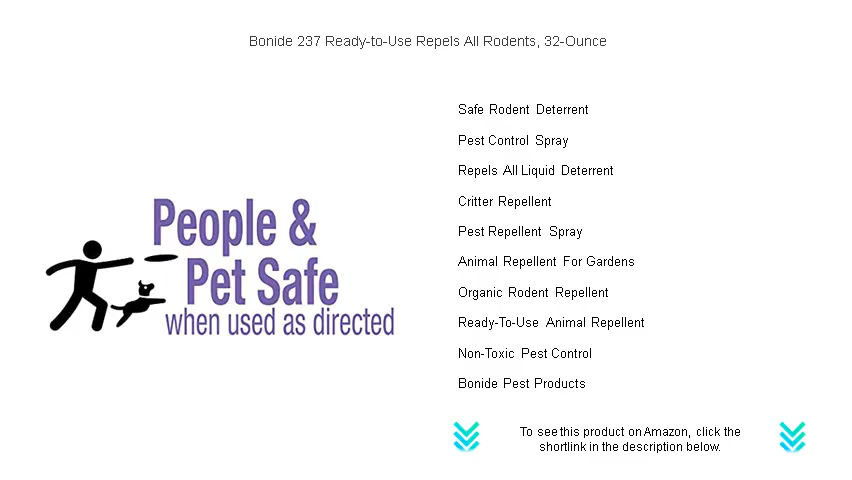 Bonide 237 Ready-to-Use Repels All Rodents, 32-Ounce
People &
Pet Safe
when used as directed
Safe Rodent Deterrent
Pest Control Spray
Repels All Liquid Deterrent
Critter Repellent
Pest Repellent Spray
Animal Repellent For Gardens
Organic Rodent Repellent
Ready-To-Use Animal Repellent
Non-Toxic Pest Control
Bonide Pest Products
To see this product on Amazon, click the
shortlink in the description below.